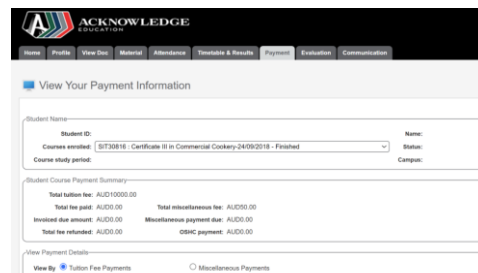 ACKNOWLEDGE
EDUCATION
Home Profile View Doc Material Attendance Timetable & Results Payment Evaluation Communication
View Your Payment Information
Student Name
Student ID: Name:
Courses enrolled: SIT30816 : Certificate III in Commercial Cookery-24/09/2018 - Finished Status:
Course study period: Campus:
Student Course Payment Summary
Total tuition fee: AUD10000.00
Total fee paid: AUD0.00 Total miscellaneous fee: AUD50.00
Invoiced due amount: AUD0.00 Miscellaneous payment due: AUD0.00
Total fee refunded: AUD0.00 OSHC payment: AUD0.00
View Payment Details
View By Tuition Fee Payments Miscellaneous Payments